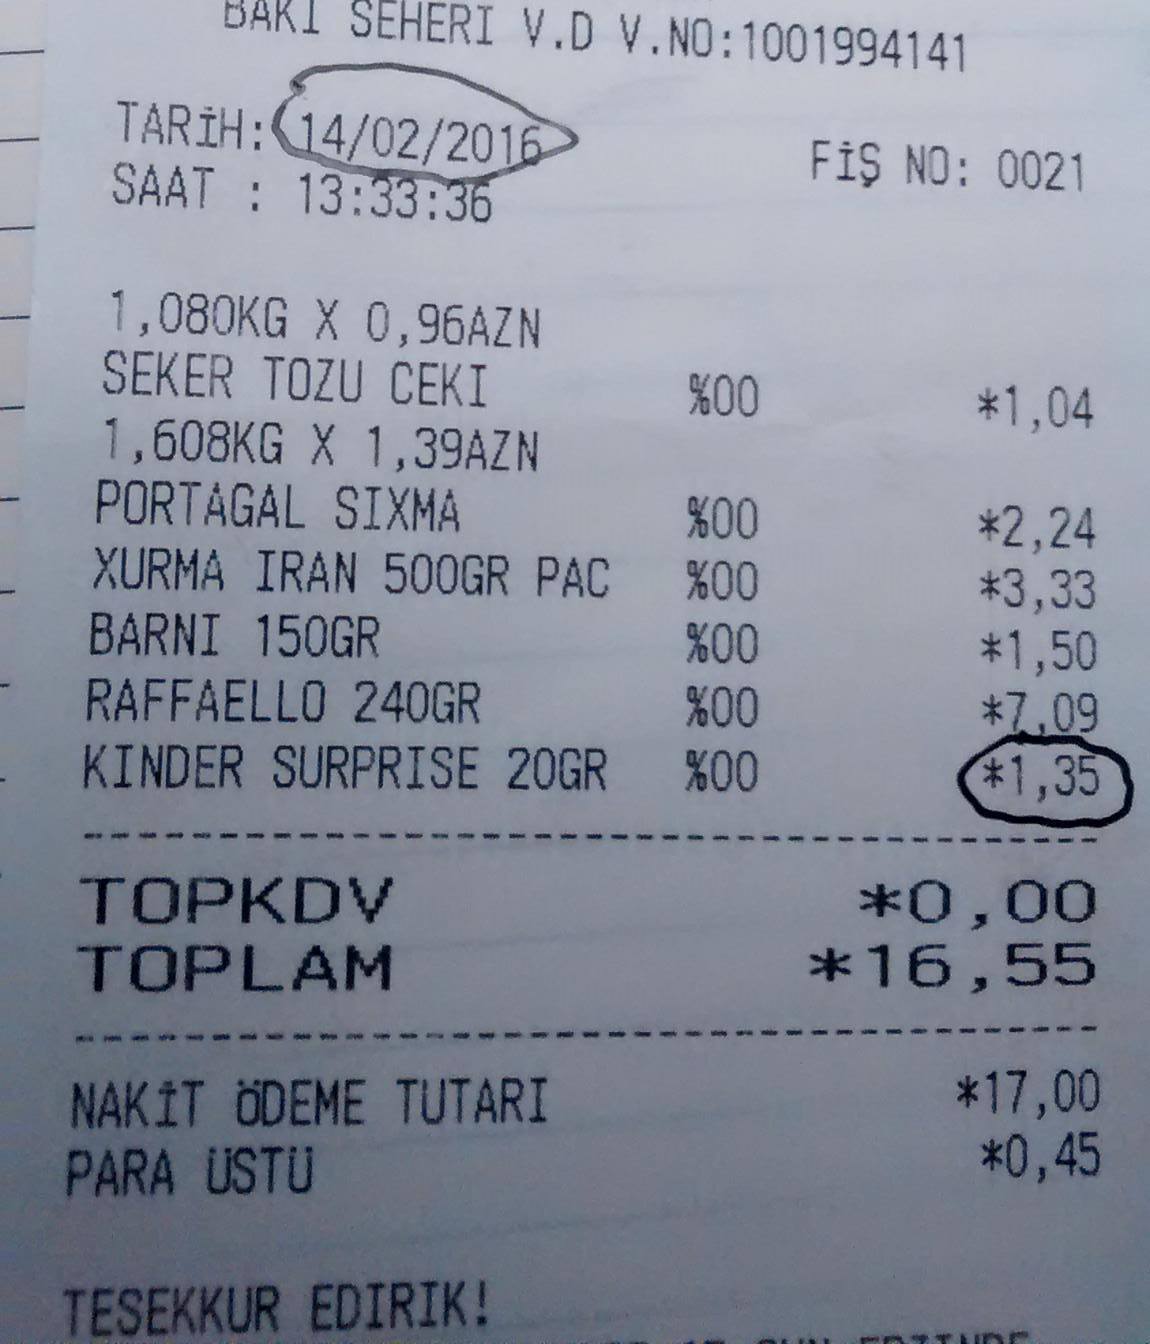 BAKI SEHERI V.D V.NO:1001994141
TARİH: 14/02/2016
FİŞ NO: 0021
SAAT : 13:33:36
1,080KG X 0,96AZN
SEKER TOZU CEKI %00 *1,04
1,608KG X 1,39AZN
PORTAGAL SIXMA %00 *2,24
XURMA IRAN 500GR PAC %00 *3,33
BARNI 150GR %00 *1,50
RAFFAELLO 240GR %00 *7,09
KINDER SURPRISE 20GR %00 *1,35
TOPKDV *0,00
TOPLAM *16,55
NAKİT ÖDEME TUTARI *17,00
PARA ÜSTÜ *0,45
TESEKKUR EDIRIK!